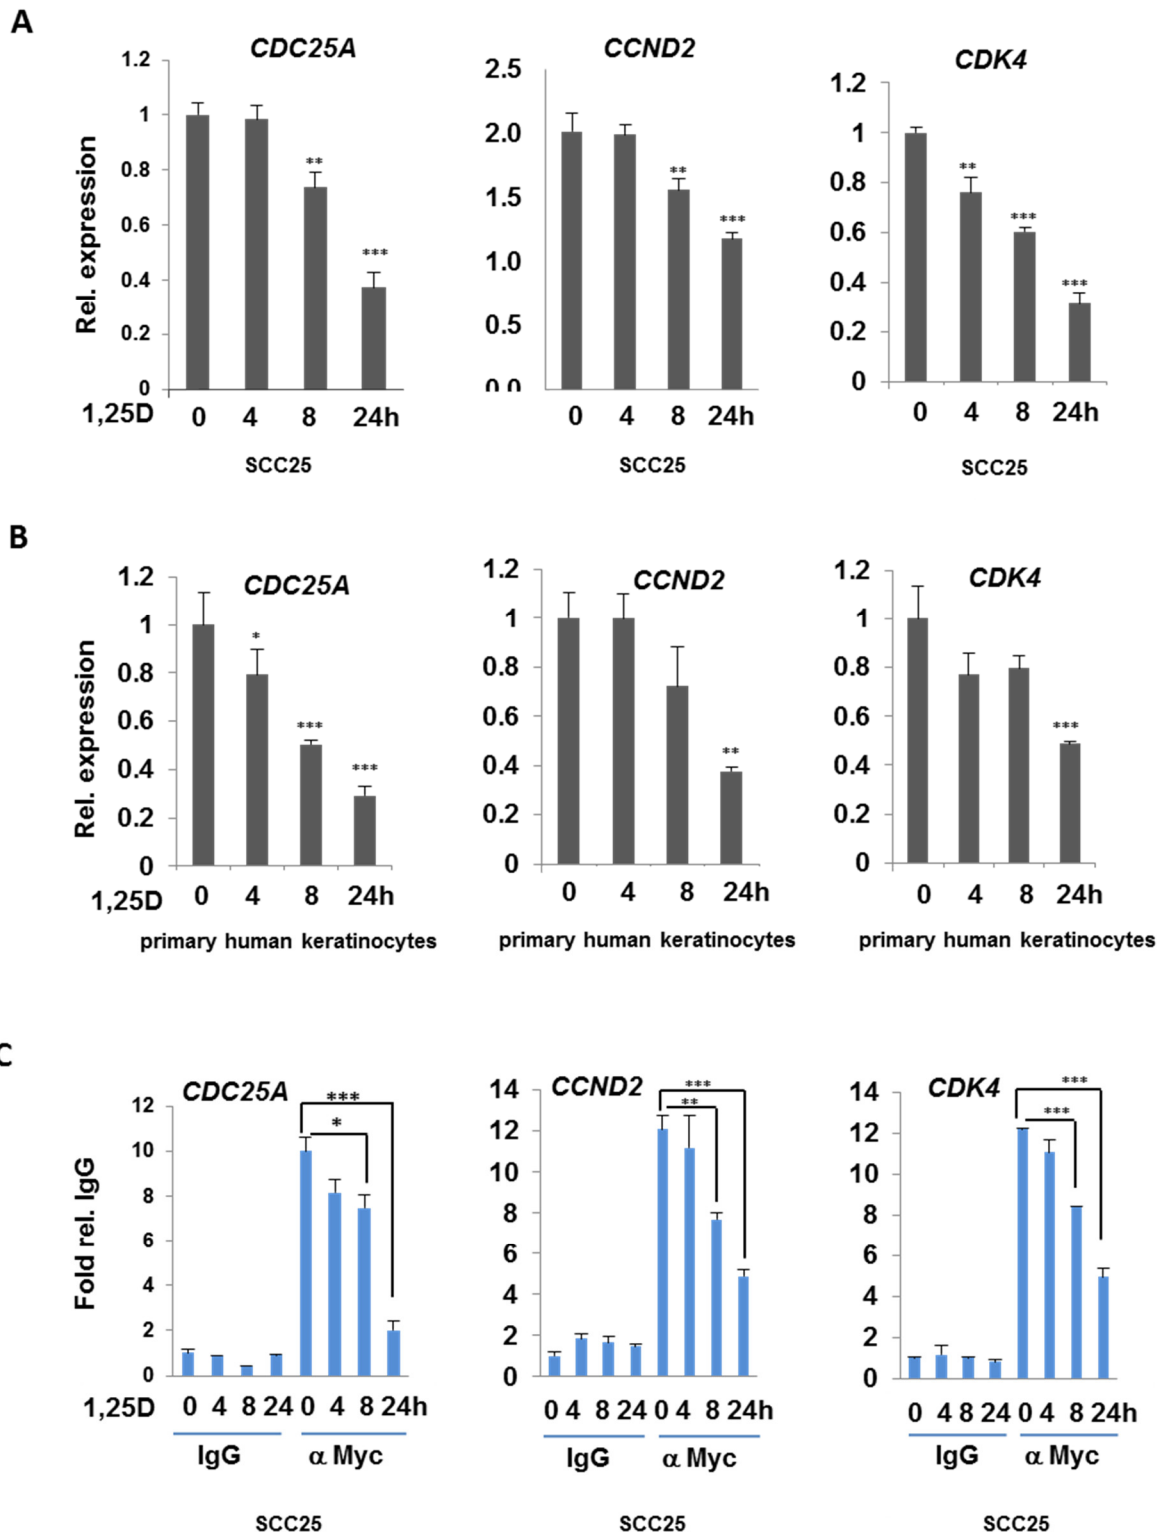 A
CDC25A
CCND2
CDK4
Rel. expression
1.2
1
0.8
0.6
0.4
0.2
0
**
***
2.5
2.0
1.5
1.0
0.5
0.0
**
***
1.2
1
0.8
0.6
0.4
0.2
0
**
***
***
1,25D 0 4 8 24h
0 4 8 24h
0 4 8 24h
SCC25
SCC25
SCC25
B
CDC25A
CCND2
CDK4
Rel. expression
1.2
1
0.8
0.6
0.4
0.2
0
*
***
***
1.2
1
0.8
0.6
0.4
0.2
0
**
1.2
1
0.8
0.6
0.4
0.2
0
***
1,25D 0 4 8 24h
0 4 8 24h
0 4 8 24h
primary human keratinocytes
primary human keratinocytes
primary human keratinocytes
C
CDC25A
CCND2
CDK4
Fold rel. IgG
12
10
8
6
4
2
0
***
*
14
12
10
8
6
4
2
0
***
**
14
12
10
8
6
4
2
0
***
***
1,25D 0 4 8 24 0 4 8 24h
0 4 8 24 0 4 8 24h
0 4 8 24 0 4 8 24h
IgG α Myc
IgG α Myc
IgG α Myc
SCC25
SCC25
SCC25